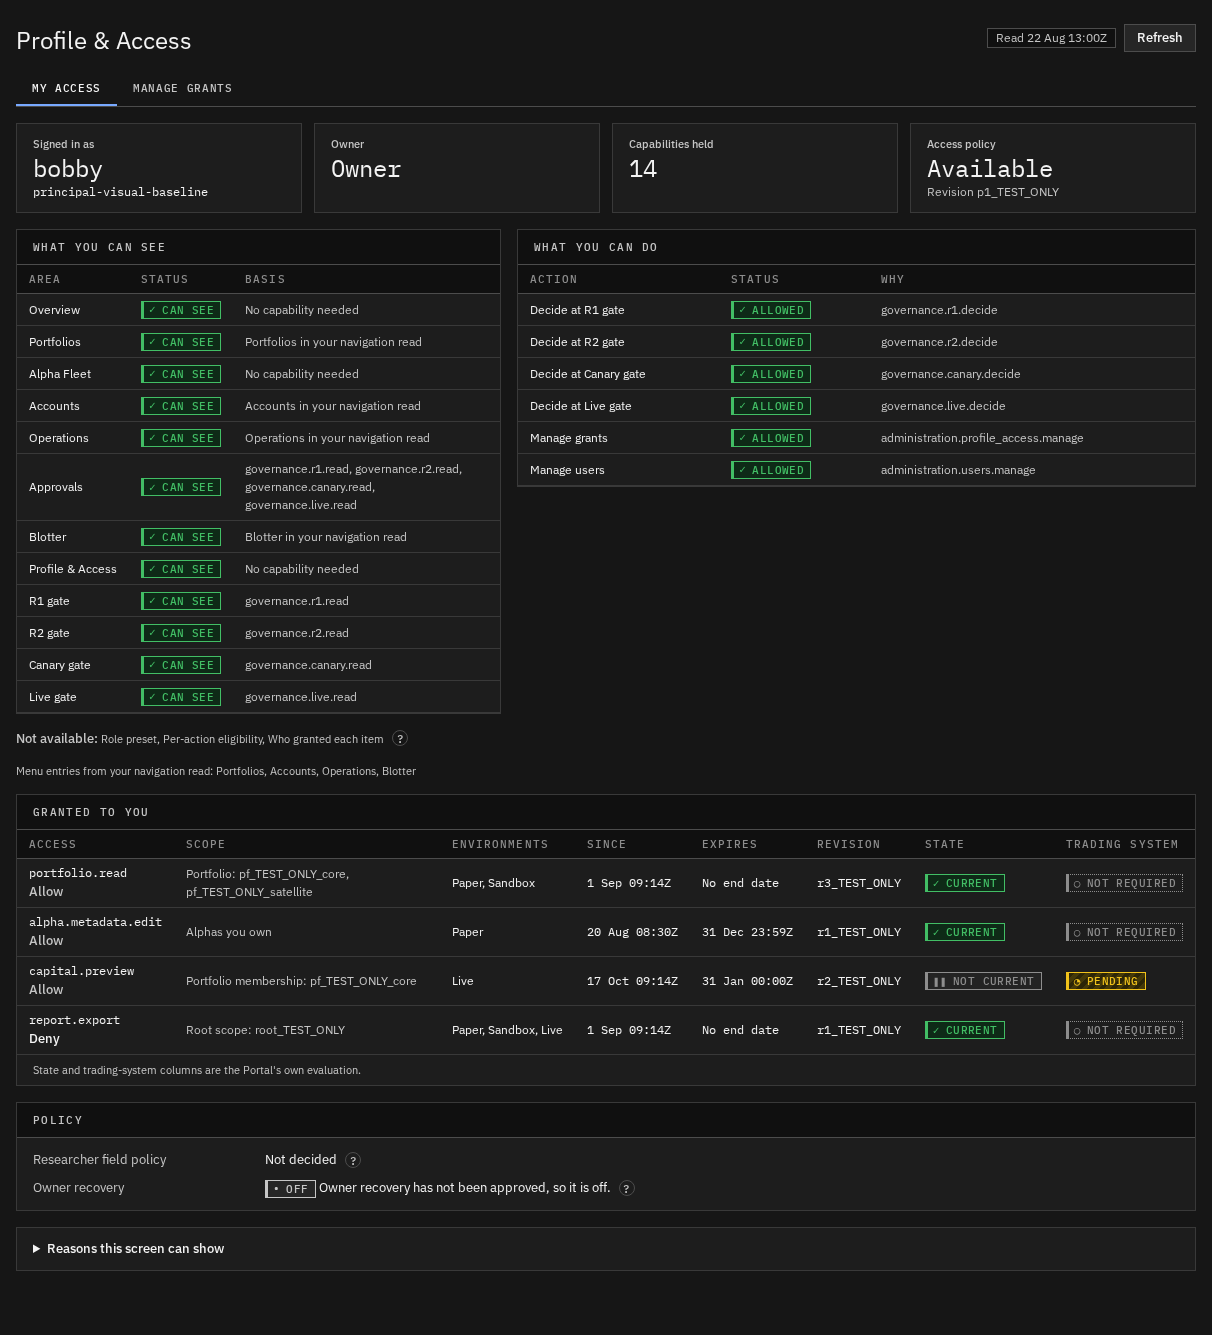 Profile & Access
Read 22 Aug 13:00Z
Refresh
MY ACCESS
MANAGE GRANTS
Signed in as
bobby
principal-visual-baseline
Owner
Owner
Capabilities held
14
Access policy
Available
Revision p1_TEST_ONLY
WHAT YOU CAN SEE
AREA STATUS BASIS
Overview ✓ CAN SEE No capability needed
Portfolios ✓ CAN SEE Portfolios in your navigation read
Alpha Fleet ✓ CAN SEE No capability needed
Accounts ✓ CAN SEE Accounts in your navigation read
Operations ✓ CAN SEE Operations in your navigation read
Approvals ✓ CAN SEE governance.r1.read, governance.r2.read,
governance.canary.read,
governance.live.read
Blotter ✓ CAN SEE Blotter in your navigation read
Profile & Access ✓ CAN SEE No capability needed
R1 gate ✓ CAN SEE governance.r1.read
R2 gate ✓ CAN SEE governance.r2.read
Canary gate ✓ CAN SEE governance.canary.read
Live gate ✓ CAN SEE governance.live.read
WHAT YOU CAN DO
ACTION STATUS WHY
Decide at R1 gate ✓ ALLOWED governance.r1.decide
Decide at R2 gate ✓ ALLOWED governance.r2.decide
Decide at Canary gate ✓ ALLOWED governance.canary.decide
Decide at Live gate ✓ ALLOWED governance.live.decide
Manage grants ✓ ALLOWED administration.profile_access.manage
Manage users ✓ ALLOWED administration.users.manage
Not available: Role preset, Per-action eligibility, Who granted each item ?
Menu entries from your navigation read: Portfolios, Accounts, Operations, Blotter
GRANTED TO YOU
ACCESS SCOPE ENVIRONMENTS SINCE EXPIRES REVISION STATE TRADING SYSTEM
portfolio.read
Allow
Portfolio: pf_TEST_ONLY_core,
pf_TEST_ONLY_satellite
Paper, Sandbox 1 Sep 09:14Z No end date r3_TEST_ONLY ✓ CURRENT ○ NOT REQUIRED
alpha.metadata.edit
Allow
Alphas you own Paper 20 Aug 08:30Z 31 Dec 23:59Z r1_TEST_ONLY ✓ CURRENT ○ NOT REQUIRED
capital.preview
Allow
Portfolio membership: pf_TEST_ONLY_core Live 17 Oct 09:14Z 31 Jan 00:00Z r2_TEST_ONLY ❚❚ NOT CURRENT ◔ PENDING
report.export
Deny
Root scope: root_TEST_ONLY Paper, Sandbox, Live 1 Sep 09:14Z No end date r1_TEST_ONLY ✓ CURRENT ○ NOT REQUIRED
State and trading-system columns are the Portal's own evaluation.
POLICY
Researcher field policy Not decided ?
Owner recovery • OFF Owner recovery has not been approved, so it is off. ?
▶ Reasons this screen can show